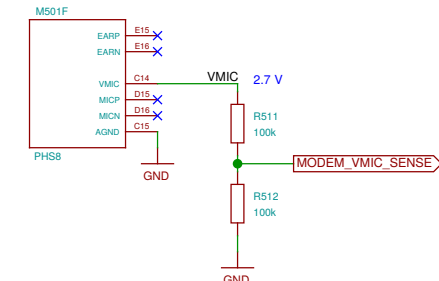 M501F
EARP E15
EARN E16
VMIC C14 VMIC 2.7 V
MICP D15
MICN D16
AGND C15
PHS8
GND
R511
100k
MODEM_VMIC_SENSE
R512
100k
GND